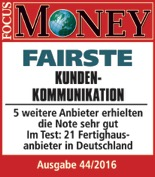 FOCUS
MONEY
FAIRSTE
KUNDEN-
KOMMUNIKATION
5 weitere Anbieter erhielten
die Note sehr gut
Im Test: 21 Fertighaus-
anbieter in Deutschland
Ausgabe 44/2016